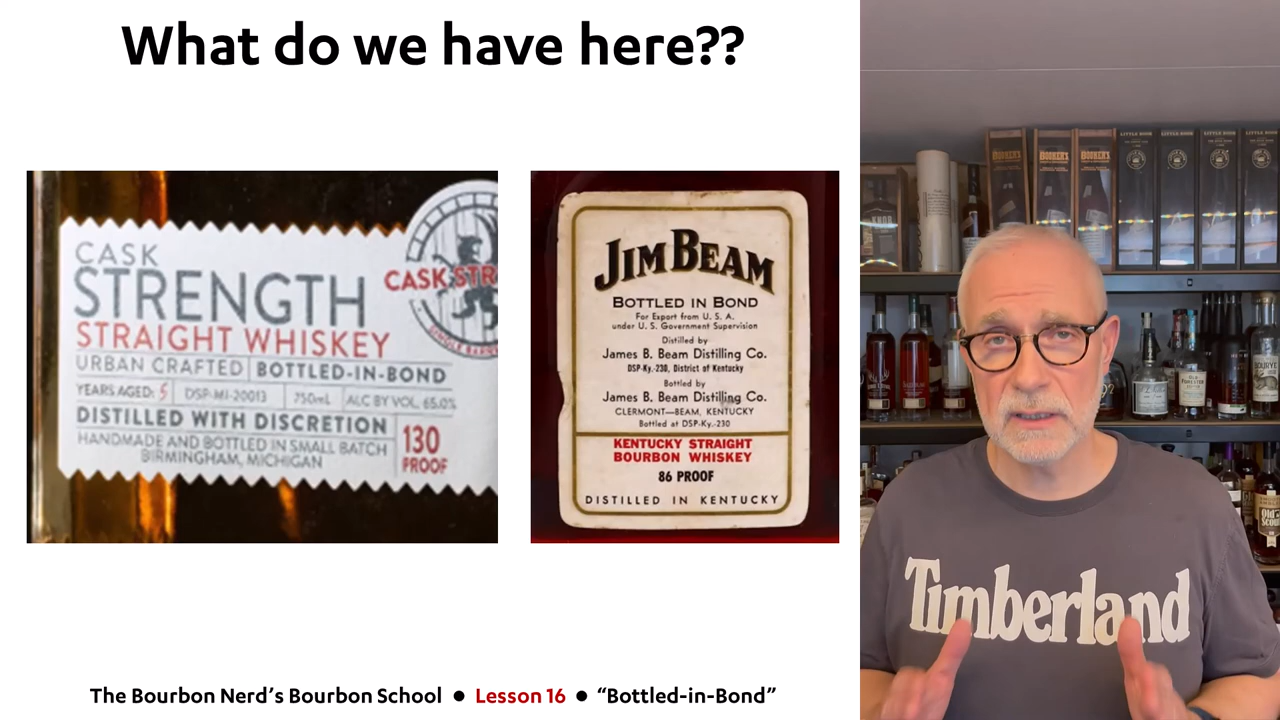 What do we have here??
CASK
STRENGTH
STRAIGHT WHISKEY
URBAN CRAFTED BOTTLED-IN-BOND
YEARS AGED: 5 DSP-MI-20013 750mL ALC BY VOL. 65.0%
DISTILLED WITH DISCRETION
HANDMADE AND BOTTLED IN SMALL BATCH
BIRMINGHAM, MICHIGAN
130
PROOF
CASK STR
JIM BEAM
BOTTLED IN BOND
For Export from U. S. A.
under U. S. Government Supervision
Distilled by
James B. Beam Distilling Co.
DSP-Ky.-230, District of Kentucky
Bottled by
James B. Beam Distilling Co.
CLERMONT—BEAM, KENTUCKY
Bottled at DSP-Ky.-230
KENTUCKY STRAIGHT
BOURBON WHISKEY
86 PROOF
DISTILLED IN KENTUCKY
The Bourbon Nerd's Bourbon School ● Lesson 16 ● “Bottled-in-Bond”
BOOKER'S
BOOKER'S
BOOKER'S
LITTLE BOOK
LITTLE BOOK
LITTLE BOOK
LITTLE BOOK
KNOB
OLD FORESTER
Timberland